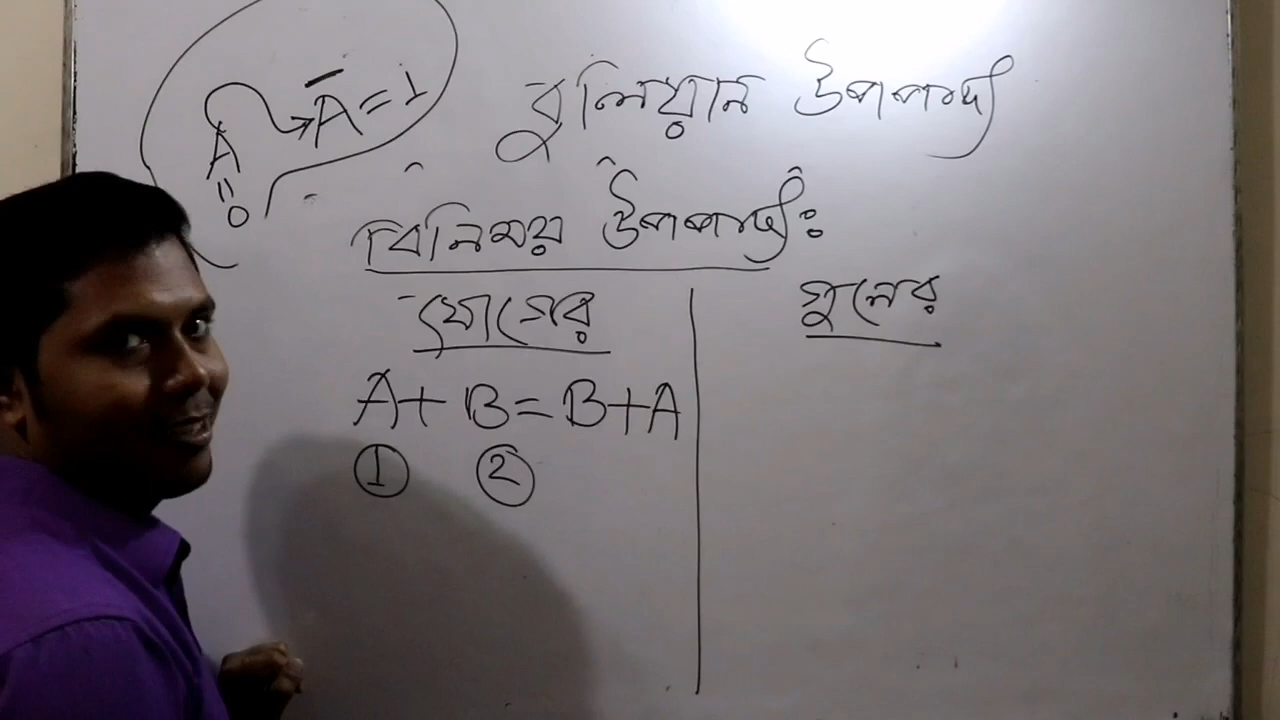 A → A̅ = 1
=
0
বুলিয়ান উপপাদ্য
বিনিময় উপপাদ্যঃ
যোগের
গুনের
A + B = B + A
1 2